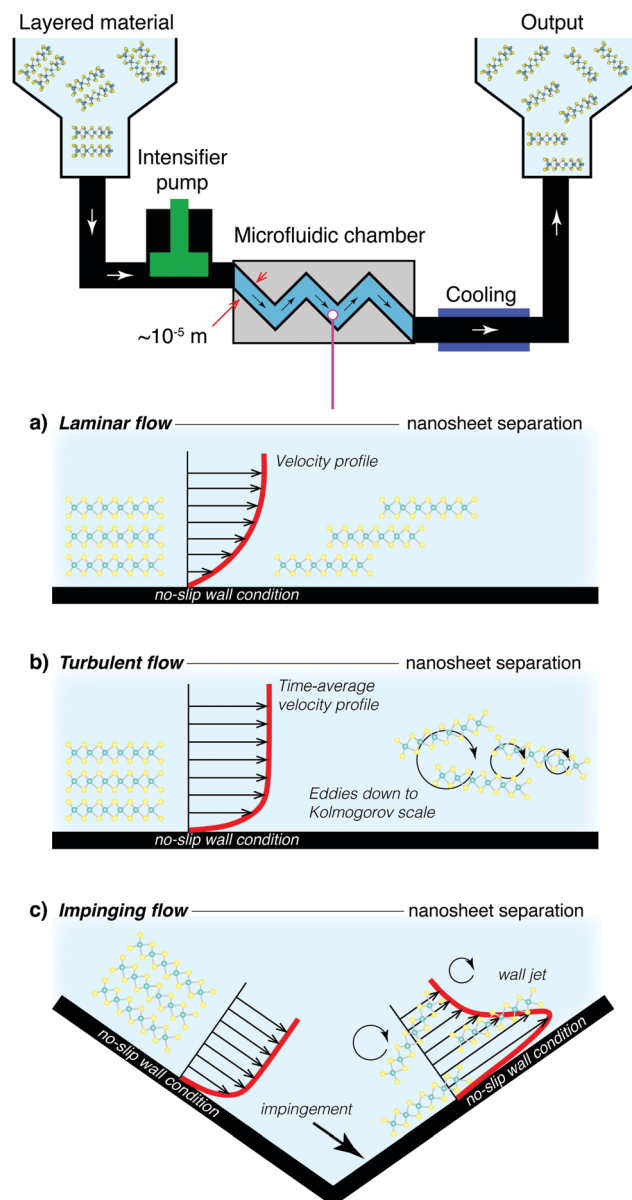 Layered material
Output
Intensifier
pump
Microfluidic chamber
Cooling
~10⁻⁵ m
a) Laminar flow
nanosheet separation
Velocity profile
no-slip wall condition
b) Turbulent flow
nanosheet separation
Time-average
velocity profile
Eddies down to
Kolmogorov scale
no-slip wall condition
c) Impinging flow
nanosheet separation
wall jet
no-slip wall condition
no-slip wall condition
impingement